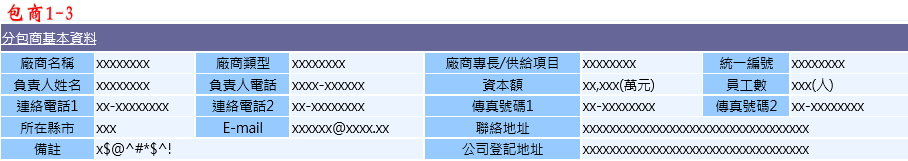 包商1-3
分包商基本資料
廠商名稱 xxxxxxxx 廠商類型 xxxxxxxx 廠商專長/供給項目 xxxxxxxx 統一編號 xxxxxxxx
負責人姓名 xxxxxxxx 負責人電話 xxxx-xxxxxx 資本額 xx,xxx(萬元) 員工數 xxx(人)
連絡電話1 xx-xxxxxxxx 連絡電話2 xx-xxxxxxxx 傳真號碼1 xx-xxxxxxxx 傳真號碼2 xx-xxxxxxxx
所在縣市 xxx E-mail xxxxxx@xxxx.xx 聯絡地址 xxxxxxxxxxxxxxxxxxxxxxxxxxxxxxxxxx
備註 x$@^#*$^! 公司登記地址 xxxxxxxxxxxxxxxxxxxxxxxxxxxxxxxxxx